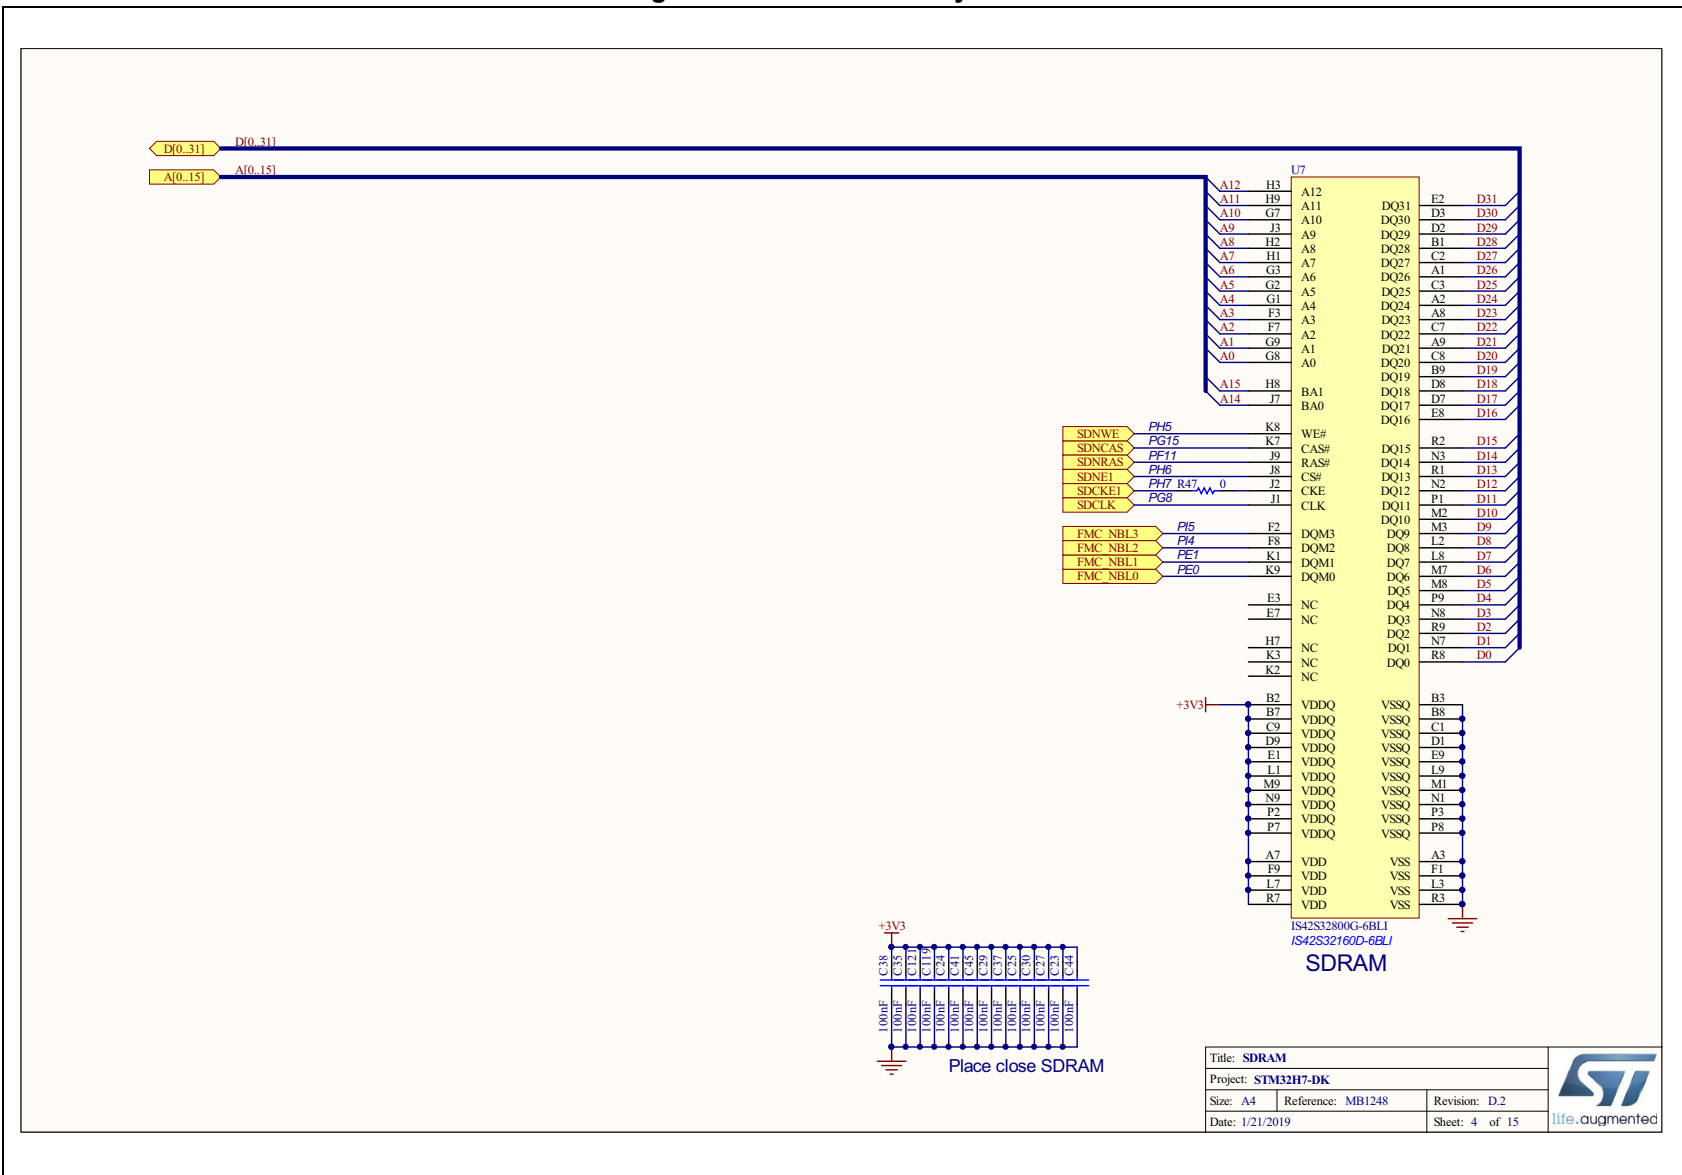 D[0..31] D[0..31]
A[0..15] A[0..15]
U7
A12 H3 A12
A11 H9 A11
A10 G7 A10
A9 J3 A9
A8 H2 A8
A7 H1 A7
A6 G3 A6
A5 G2 A5
A4 G1 A4
A3 F3 A3
A2 F7 A2
A1 G9 A1
A0 G8 A0
A15 H8 BA1
A14 J7 BA0
SDNWE PH5 K8 WE#
SDNCAS PG15 K7 CAS#
SDNRAS PF11 J9 RAS#
SDNE1 PH6 J8 CS#
SDCKE1 PH7 R47 0 J2 CKE
SDCLK PG8 J1 CLK
FMC_NBL3 PI5 F2 DQM3
FMC_NBL2 PI4 F8 DQM2
FMC_NBL1 PE1 K1 DQM1
FMC_NBL0 PE0 K9 DQM0
E3 NC
E7 NC
H7 NC
K3 NC
K2 NC
+3V3 B2 VDDQ
B7 VDDQ
C9 VDDQ
D9 VDDQ
E1 VDDQ
L1 VDDQ
M9 VDDQ
N9 VDDQ
P2 VDDQ
P7 VDDQ
A7 VDD
F9 VDD
L7 VDD
R7 VDD
DQ31 E2 D31
DQ30 D3 D30
DQ29 D2 D29
DQ28 B1 D28
DQ27 C2 D27
DQ26 A1 D26
DQ25 C3 D25
DQ24 A2 D24
DQ23 A8 D23
DQ22 C7 D22
DQ21 A9 D21
DQ20 C8 D20
DQ19 B9 D19
DQ18 D8 D18
DQ17 D7 D17
DQ16 E8 D16
DQ15 R2 D15
DQ14 N3 D14
DQ13 R1 D13
DQ12 N2 D12
DQ11 P1 D11
DQ10 M2 D10
DQ9 M3 D9
DQ8 L2 D8
DQ7 L8 D7
DQ6 M7 D6
DQ5 M8 D5
DQ4 P9 D4
DQ3 N8 D3
DQ2 R9 D2
DQ1 N7 D1
DQ0 R8 D0
VSSQ B3
VSSQ B8
VSSQ C1
VSSQ D1
VSSQ E9
VSSQ L9
VSSQ M1
VSSQ N1
VSSQ P3
VSSQ P8
VSS A3
VSS F1
VSS L3
VSS R3
IS42S32800G-6BLI
IS42S32160D-6BLI
SDRAM
+3V3
C38 C35 C121 C119 C24 C41 C45 C29 C37 C25 C30 C27 C23 C44
100nF 100nF 100nF 100nF 100nF 100nF 100nF 100nF 100nF 100nF 100nF 100nF 100nF 100nF
Place close SDRAM
Title: SDRAM
Project: STM32H7-DK
Size: A4 Reference: MB1248 Revision: D.2
Date: 1/21/2019 Sheet: 4 of 15
ST
life.augmented